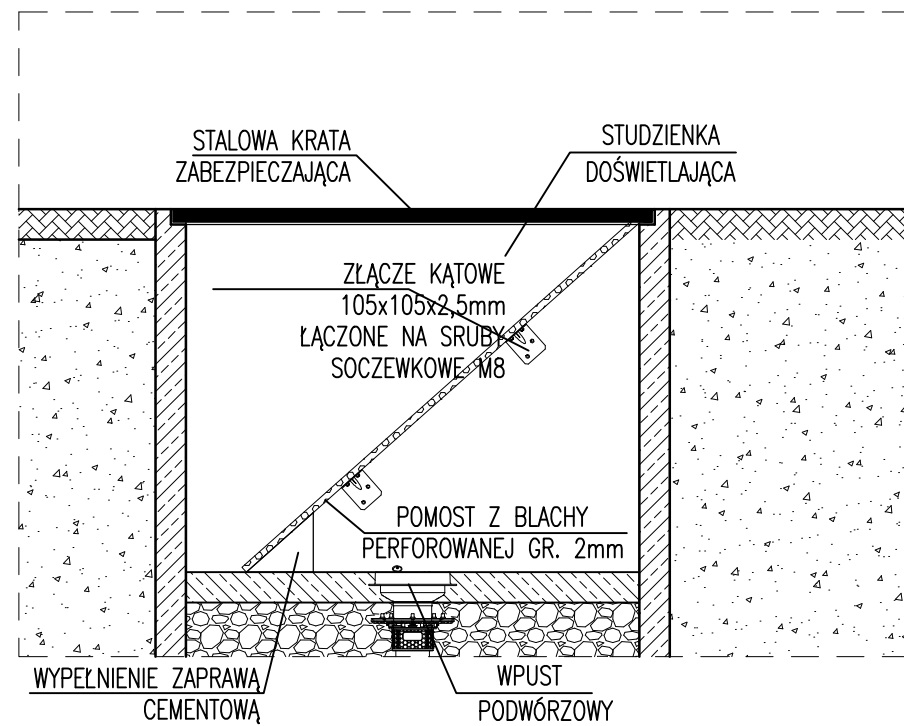 STALOWA KRATA
ZABEZPIECZAJĄCA
STUDZIENKA
DOŚWIETLAJĄCA
ZŁĄCZE KĄTOWE
105x105x2,5mm
ŁĄCZONE NA SRUBY
SOCZEWKOWE M8
POMOST Z BLACHY
PERFOROWANEJ GR. 2mm
WYPEŁNIENIE ZAPRAWĄ
CEMENTOWĄ
WPUST
PODWÓRZOWY